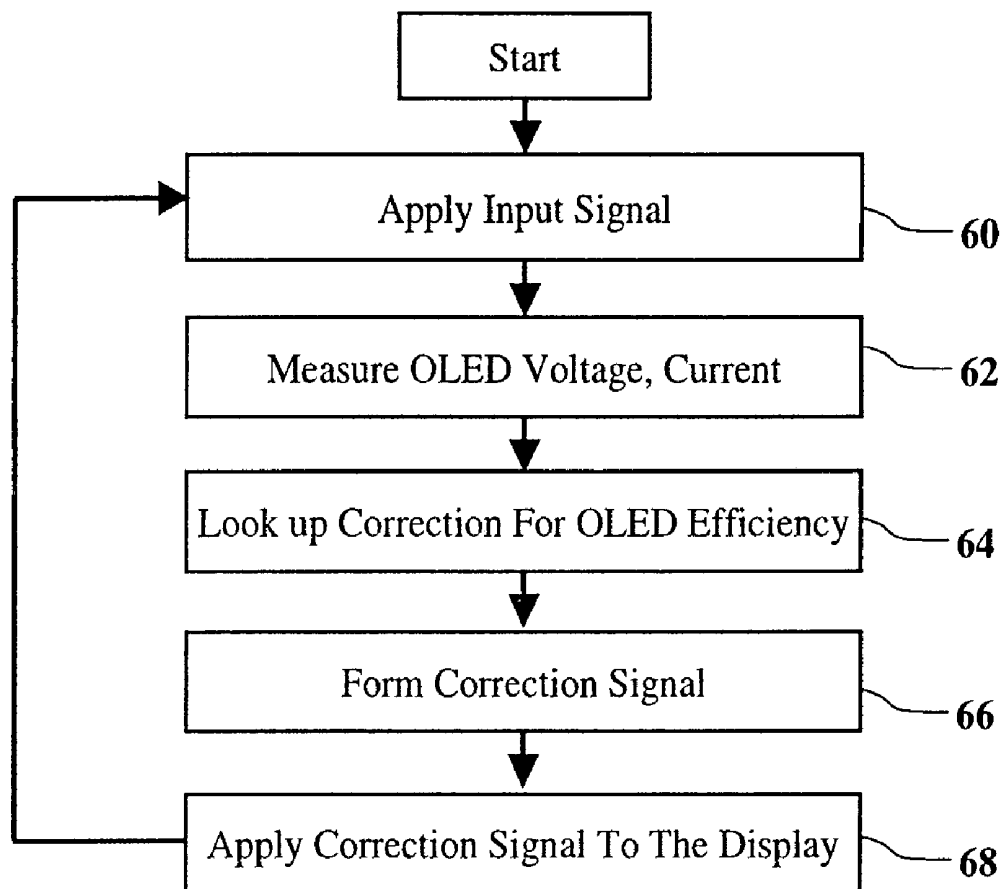 Start
Apply Input Signal
60
Measure OLED Voltage, Current
62
Look up Correction For OLED Efficiency
64
Form Correction Signal
66
Apply Correction Signal To The Display
68